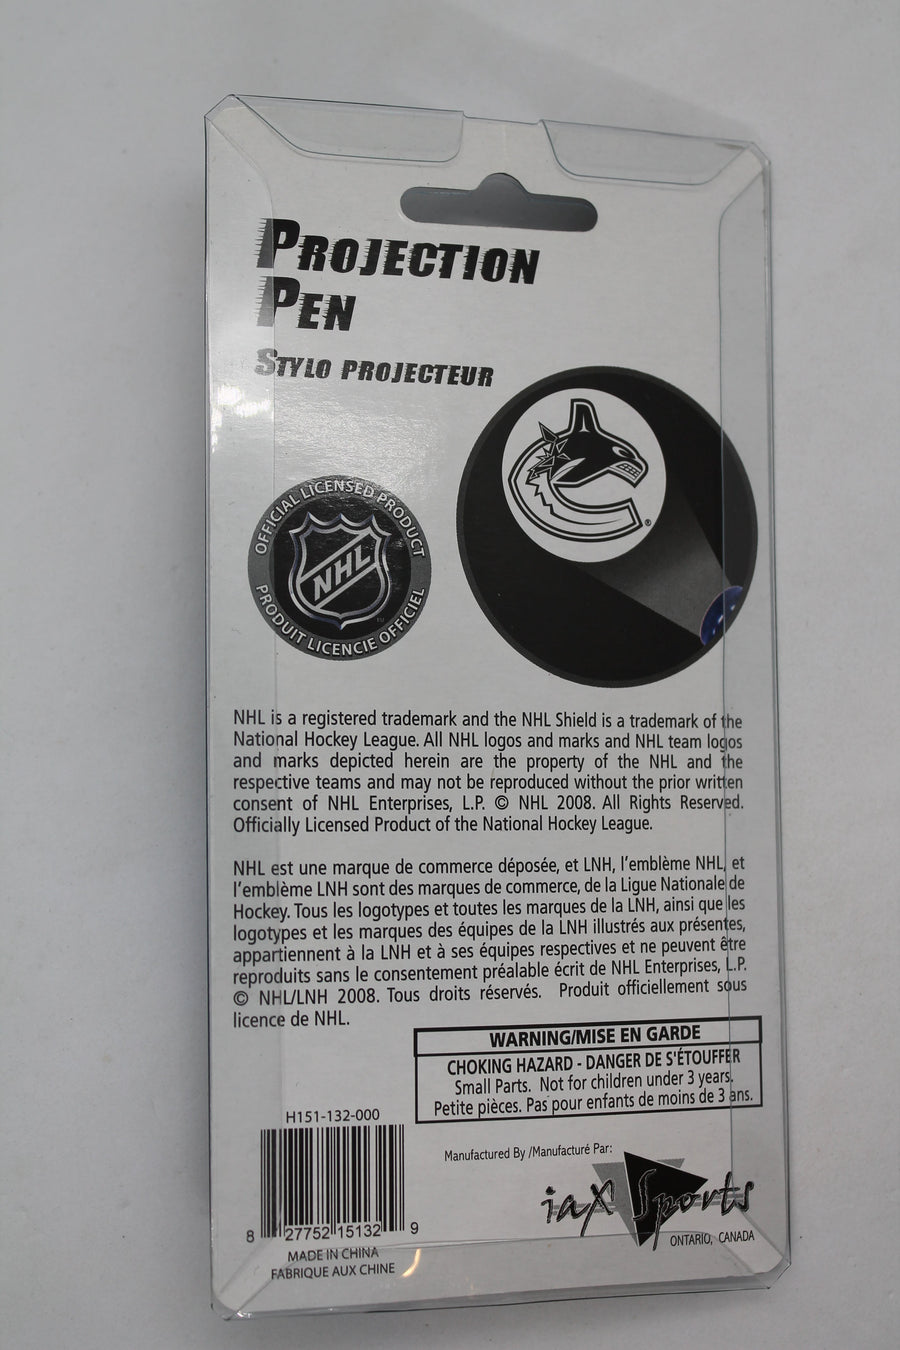 PROJECTION
PEN
STYLO PROJECTEUR
OFFICIAL LICENSED PRODUCT
NHL
™
PRODUIT LICENCIE OFFICIEL
®
NHL is a registered trademark and the NHL Shield is a trademark of the
National Hockey League. All NHL logos and marks and NHL team logos
and marks depicted herein are the property of the NHL and the
respective teams and may not be reproduced without the prior written
consent of NHL Enterprises, L.P. © NHL 2008. All Rights Reserved.
Officially Licensed Product of the National Hockey League.
NHL est une marque de commerce déposée, et LNH, l'emblème NHL, et
l'emblème LNH sont des marques de commerce, de la Ligue Nationale de
Hockey. Tous les logotypes et toutes les marques de la LNH, ainsi que les
logotypes et les marques des équipes de la LNH illustrés aux présentes,
appartiennent à la LNH et à ses équipes respectives et ne peuvent être
reproduits sans le consentement préalable écrit de NHL Enterprises, L.P.
© NHL/LNH 2008. Tous droits réservés. Produit officiellement sous
licence de NHL.
WARNING/MISE EN GARDE
CHOKING HAZARD - DANGER DE S'ÉTOUFFER
Small Parts. Not for children under 3 years.
Petite pièces. Pas pour enfants de moins de 3 ans.
H151-132-000
8 27752 15132 9
MADE IN CHINA
FABRIQUE AUX CHINE
Manufactured By /Manufacturé Par:
iax Sports
ONTARIO, CANADA